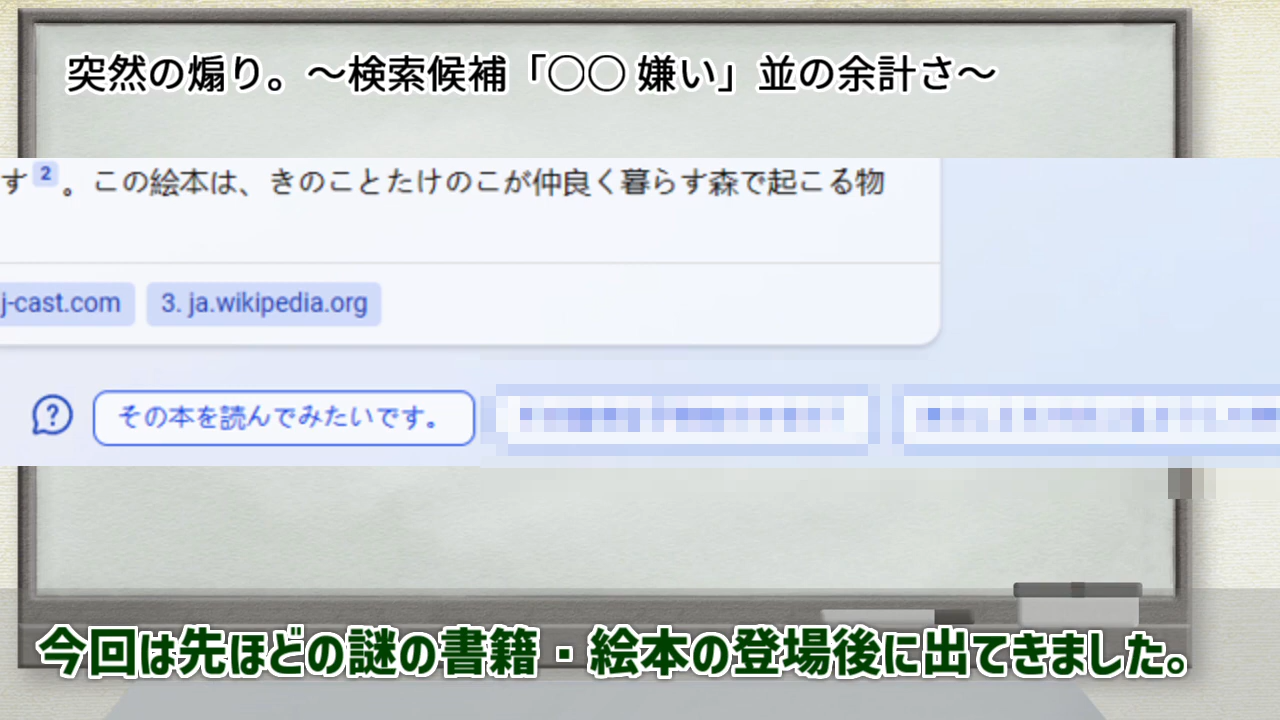 突然の煽り。～検索候補「○○ 嫌い」並の余計さ～
す 2 。この絵本は、きのことたけのこが仲良く暮らす森で起こる物
j-cast.com 3. ja.wikipedia.org
その本を読んでみたいです。
今回は先ほどの謎の書籍・絵本の登場後に出てきました。